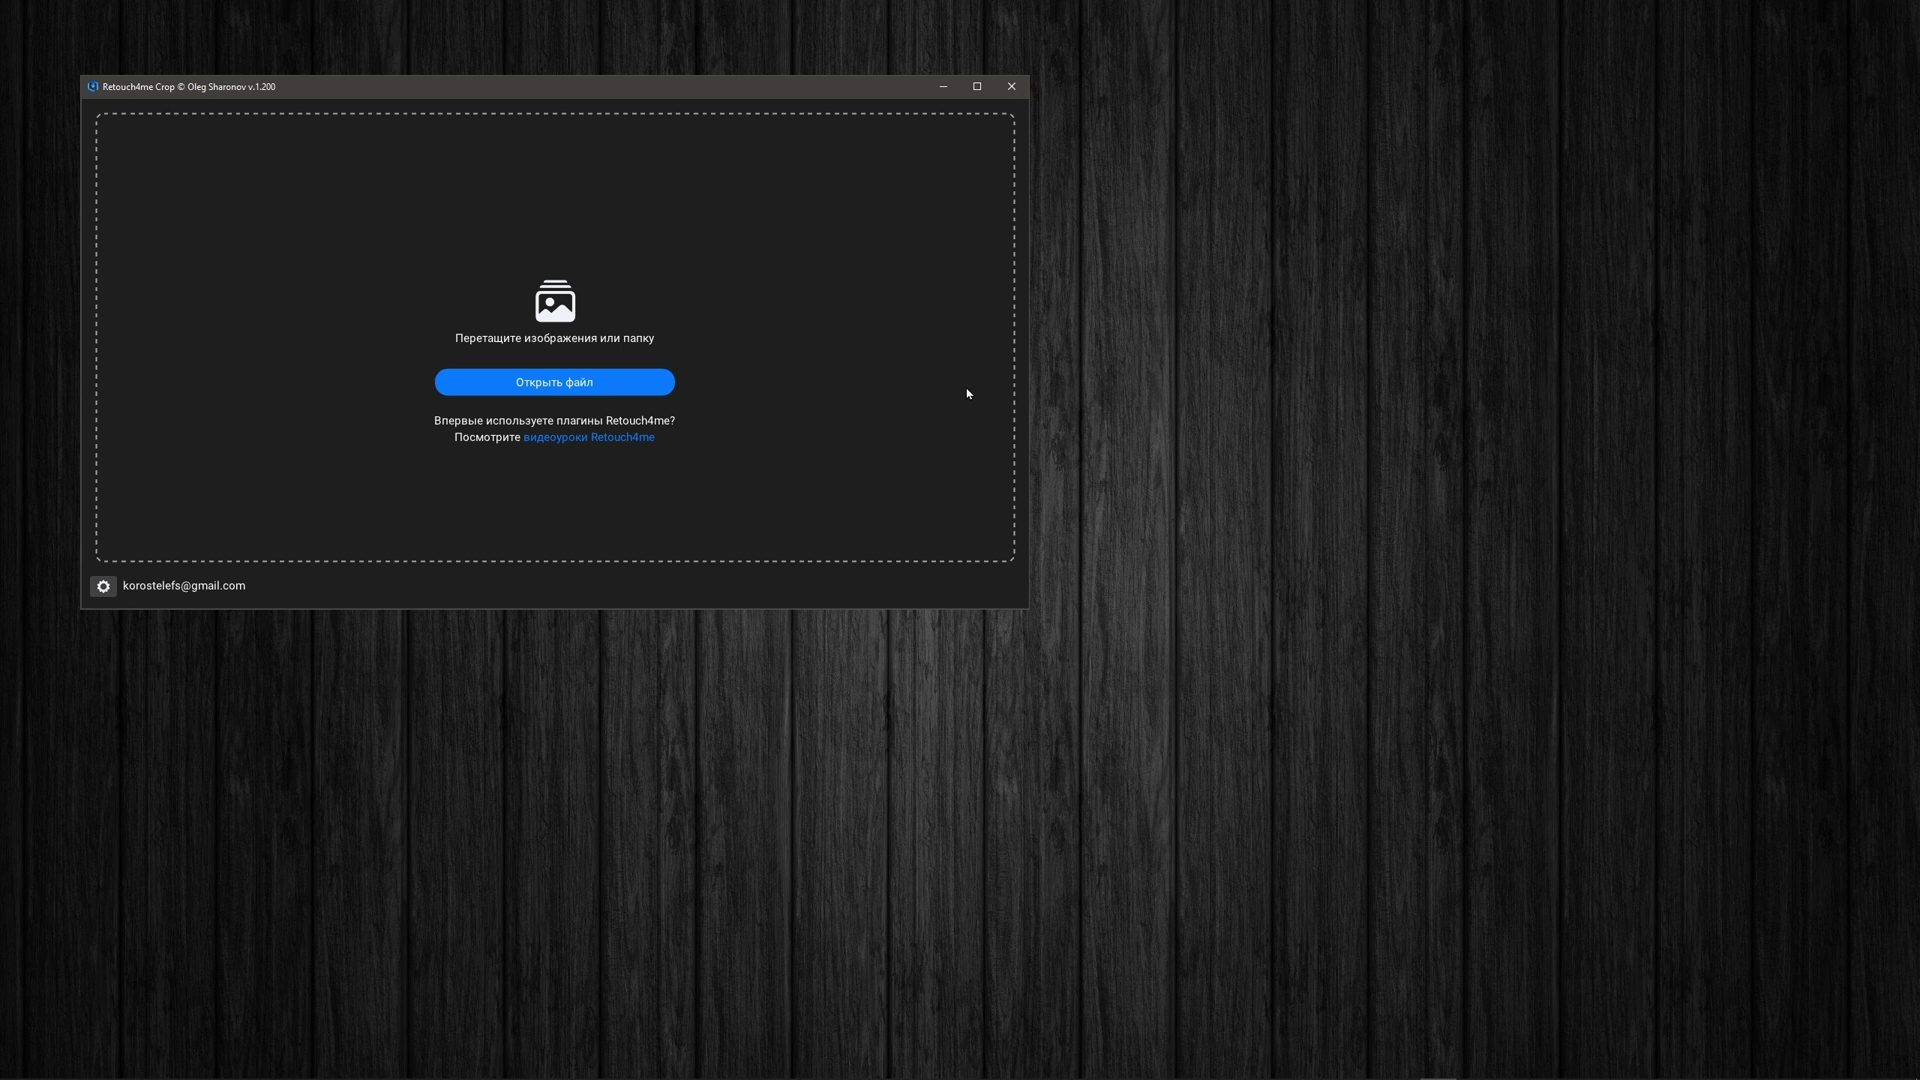 Retouch4me Crop © Oleg Sharonov v.1.200
Перетащите изображения или папку
Открыть файл
Впервые используете плагины Retouch4me?
Посмотрите видеоуроки Retouch4me
korostelefs@gmail.com